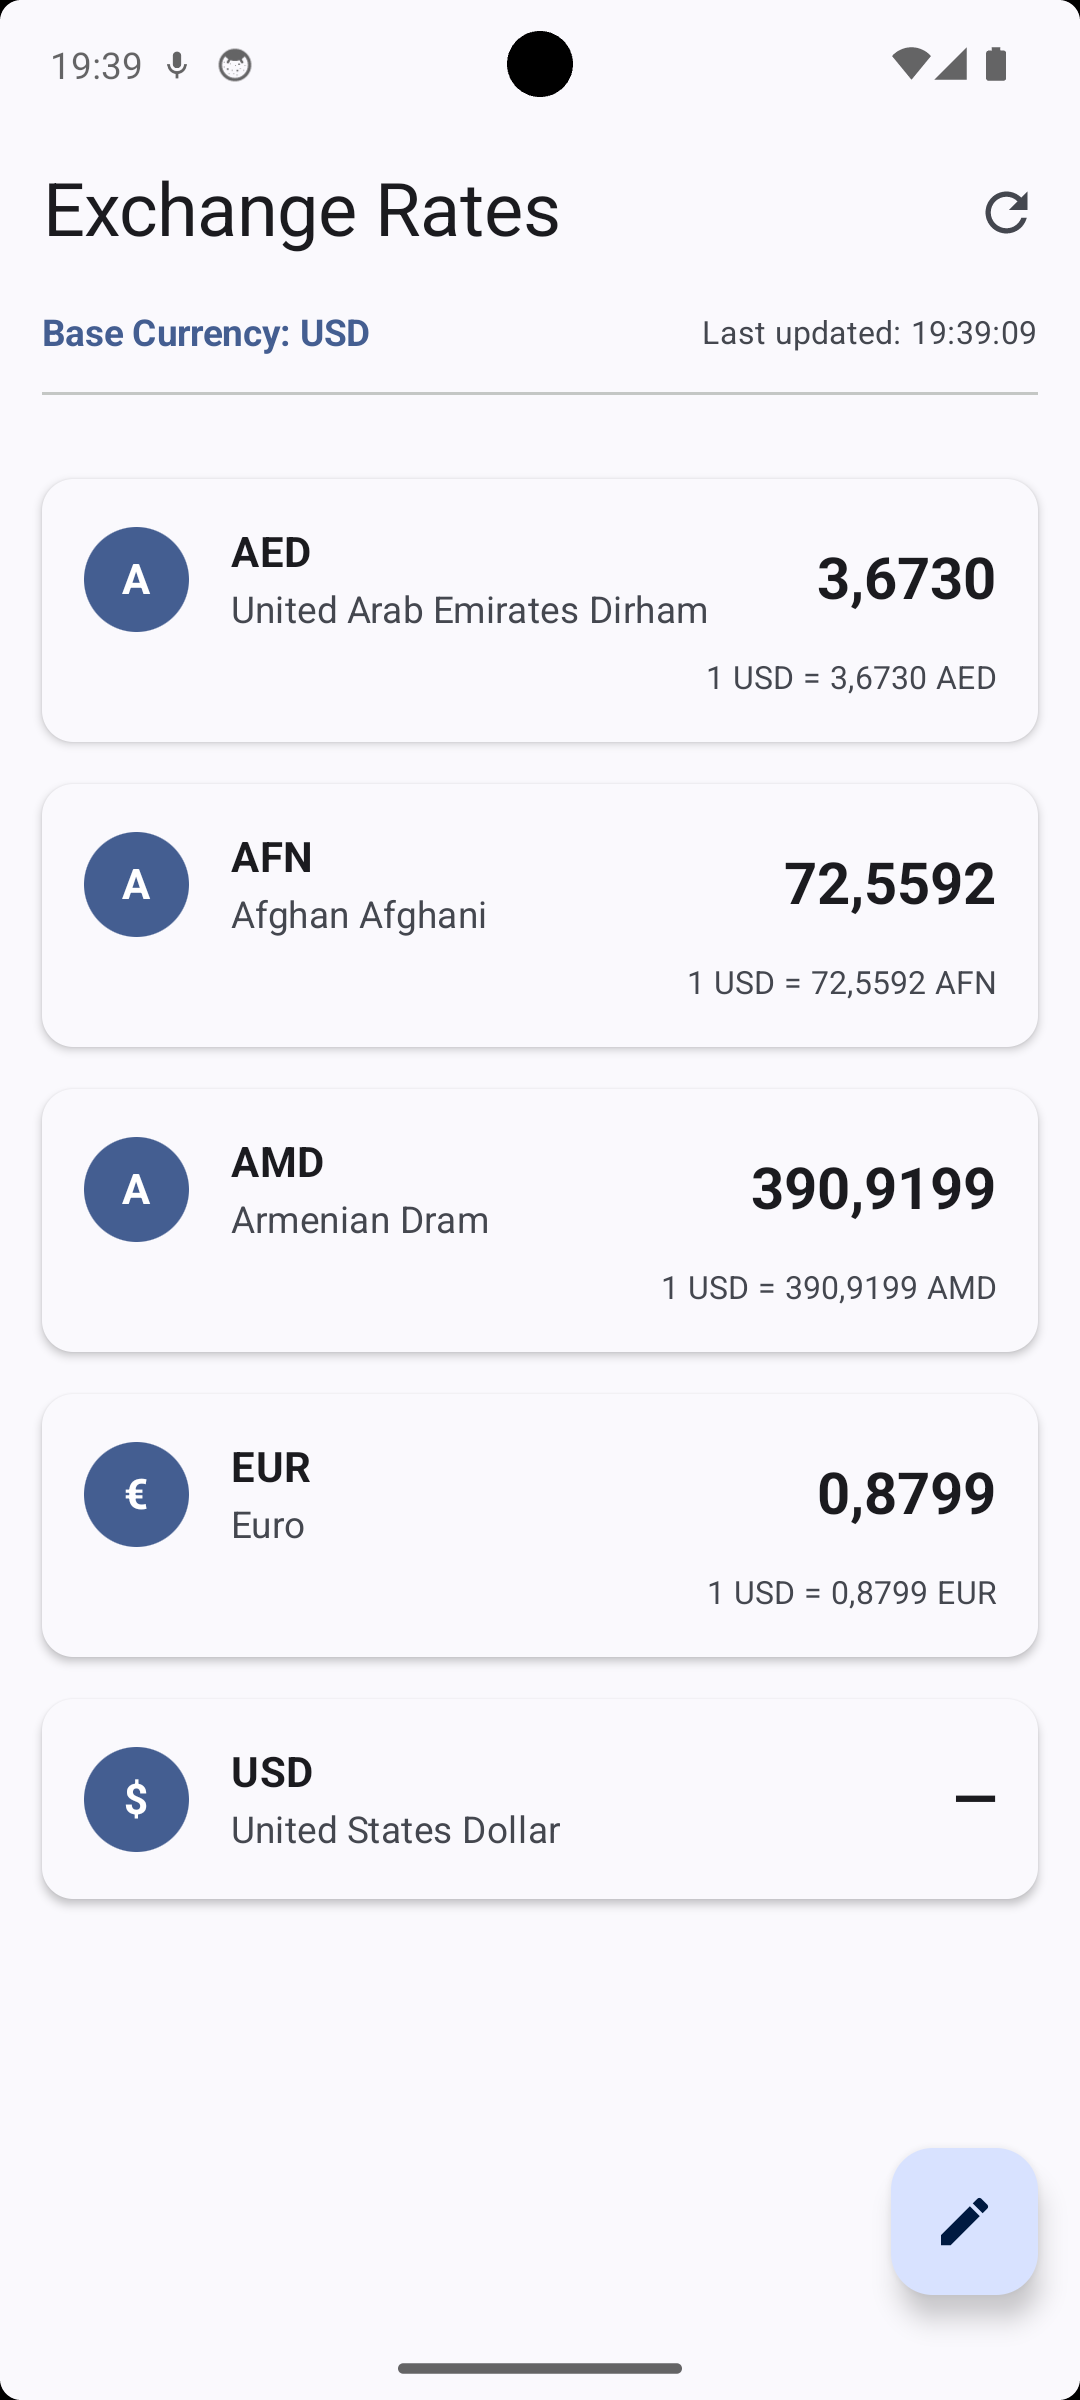 19:39
Exchange Rates
Base Currency: USD
Last updated: 19:39:09
A
AED
United Arab Emirates Dirham
3,6730
1 USD = 3,6730 AED
A
AFN
Afghan Afghani
72,5592
1 USD = 72,5592 AFN
A
AMD
Armenian Dram
390,9199
1 USD = 390,9199 AMD
€
EUR
Euro
0,8799
1 USD = 0,8799 EUR
$
USD
United States Dollar
—